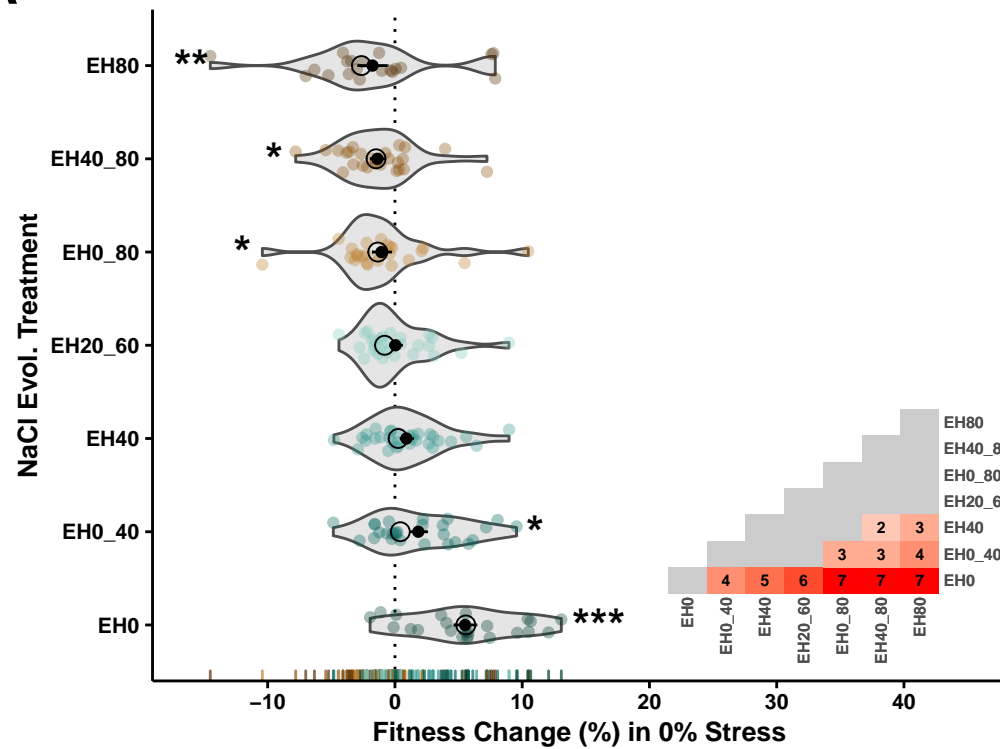 EH80
**
EH40_80
*
EH0_80
*
EH20_60
EH40
EH0_40
*
EH0
***
NaCl Evol. Treatment
−10 0 10 20 30 40
Fitness Change (%) in 0% Stress
EH80
EH40_8
EH0_80
EH20_6
2 3 EH40
3 3 4 EH0_40
4 5 6 7 7 7 EH0
EH0 EH0_40 EH40 EH20_60 EH0_80 EH40_80 EH80